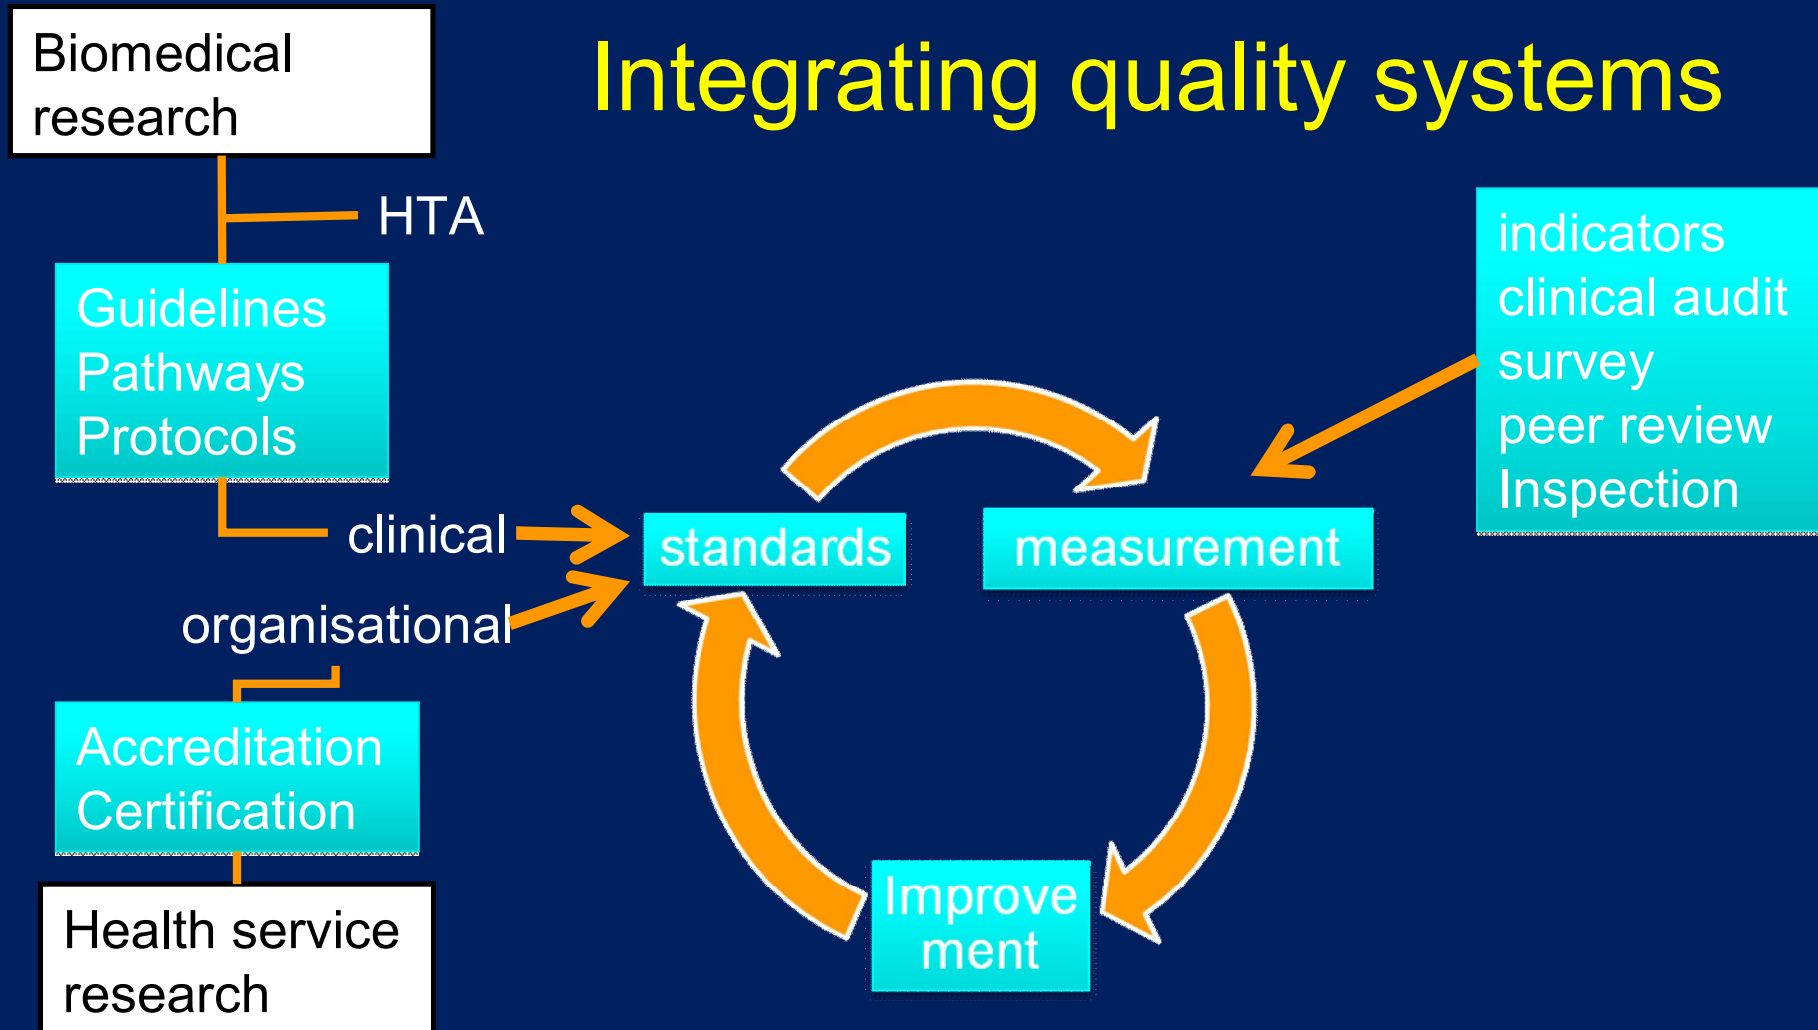 Integrating quality systems
Biomedical
research
HTA
Guidelines
Pathways
Protocols
clinical
organisational
Accreditation
Certification
Health service
research
standards
measurement
Improve
ment
indicators
clinical audit
survey
peer review
Inspection